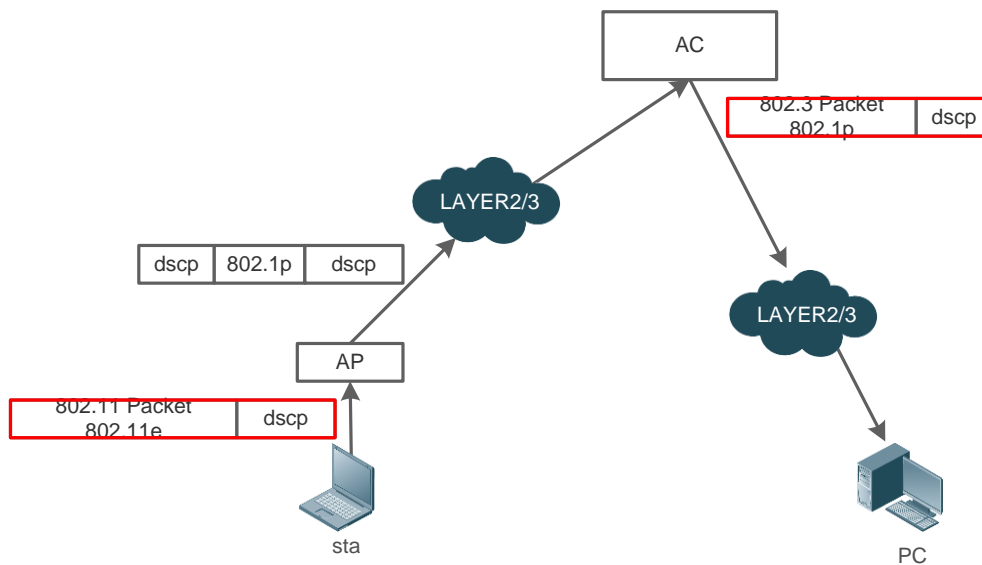 AC
802.3 Packet
802.1p
dscp
LAYER2/3
dscp
802.1p
dscp
LAYER2/3
AP
802.11 Packet
802.11e
dscp
sta
PC